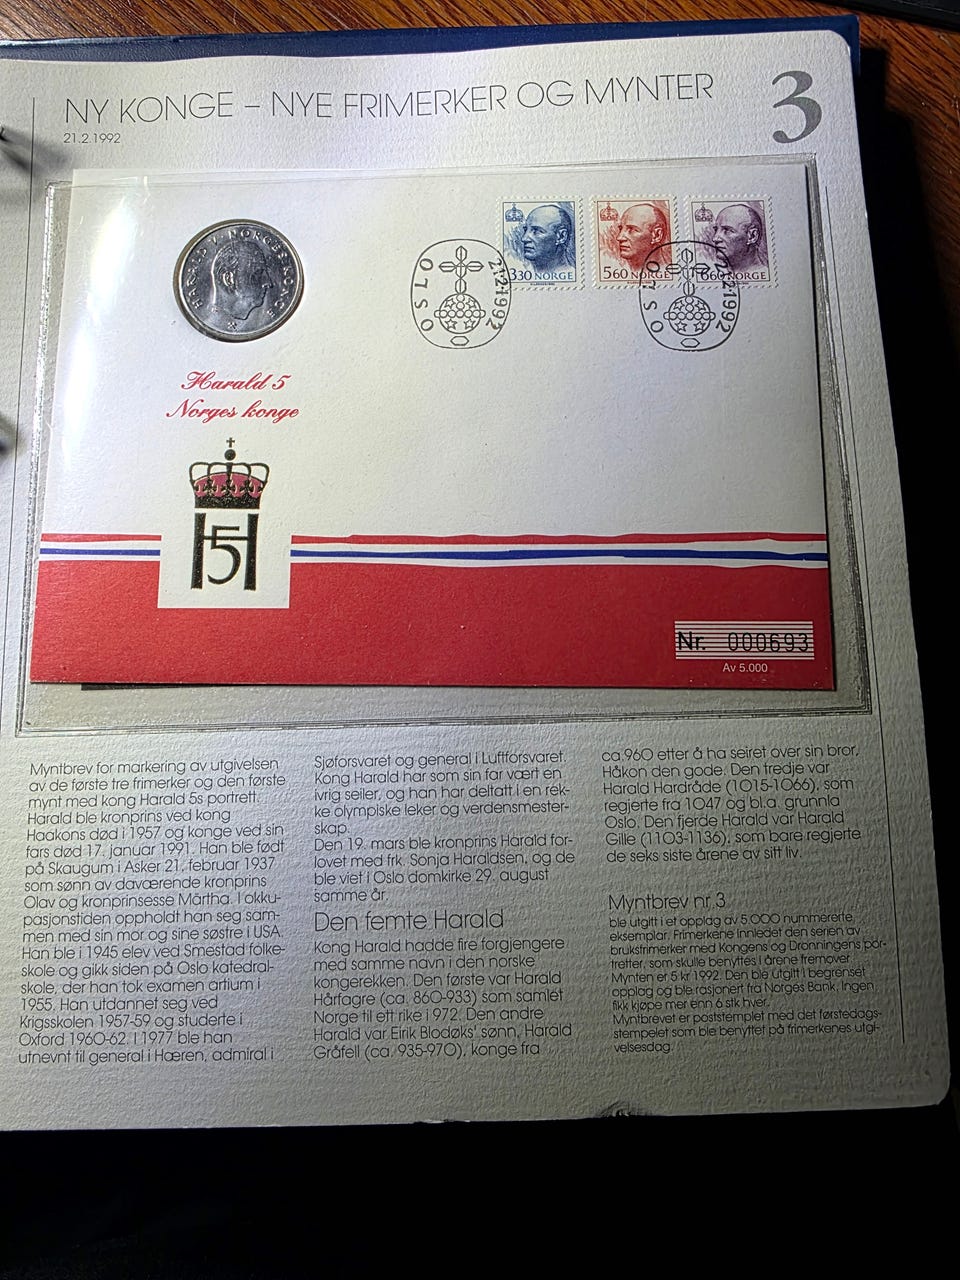 NY KONGE – NYE FRIMERKER OG MYNTER
3
21.2.1992
HARALD V · NORGES KONGE
OSLO
21.2.1992
330 NORGE
560 NORGE
660 NORGE
OSLO
21.2.1992
Harald 5
Norges konge
H5
Nr. 000693
Av 5.000
Myntbrev for markering av utgivelsen
av de første tre frimerker og den første
mynt med kong Harald 5s portrett.
Harald ble kronprins ved kong
Haakons død i 1957 og konge ved sin
fars død 17. januar 1991. Han ble født
på Skaugum i Asker 21. februar 1937
som sønn av daværende kronprins
Olav og kronprinsesse Märtha. I okku-
pasjonstiden oppholdt han seg sam-
men med sin mor og sine søstre i USA.
Han ble i 1945 elev ved Smestad folke-
skole og gikk siden på Oslo katedral-
skole, der han tok examen artium i
1955. Han utdannet seg ved
Krigsskolen 1957-59 og studerte i
Oxford 1960-62. I 1977 ble han
utnevnt til general i Hæren, admiral i
Sjøforsvaret og general i Luftforsvaret.
Kong Harald har som sin far vært en
ivrig seiler, og han har deltatt i en rek-
ke olympiske leker og verdensmester-
skap.
Den 19. mars ble kronprins Harald for-
lovet med frk. Sonja Haraldsen, og de
ble viet i Oslo domkirke 29. august
samme år.
Den femte Harald
Kong Harald hadde fire forgjengere
med samme navn i den norske
kongerekken. Den første var Harald
Hårfagre (ca. 860-933) som samlet
Norge til ett rike i 972. Den andre
Harald var Eirik Blodøks' sønn, Harald
Gråfell (ca. 935-970), konge fra
ca.960 etter å ha seiret over sin bror,
Håkon den gode. Den tredje var
Harald Hardråde (1015-1066), som
regjerte fra 1047 og bl.a. grunnla
Oslo. Den fjerde Harald var Harald
Gille (1103-1136), som bare regjerte
de seks siste årene av sitt liv.
Myntbrev nr. 3
ble utgitt i et opplag av 5.000 nummererte
eksemplar. Frimerkene innledet den serien av
bruksfrimerker med Kongens og Dronningens por-
tretter, som skulle benyttes i årene fremover.
Mynten er 5 kr 1992. Den ble utgitt i begrenset
opplag og ble rasjonert fra Norges Bank. Ingen
fikk kjøpe mer enn 6 stk hver.
Myntbrevet er poststemplet med det førstedags-
stempelet som ble benyttet på frimerkenes utgi-
velsesdag.